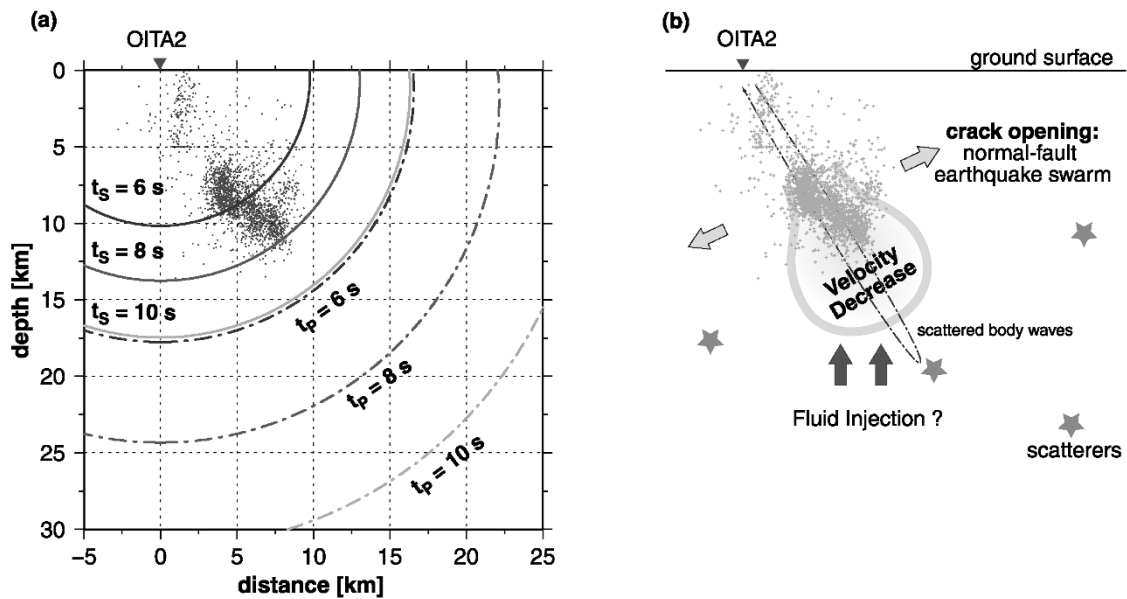 (a)
OITA2
0
5
10
15
20
25
30
depth [km]
tS = 6 s
tS = 8 s
tS = 10 s
tP = 6 s
tP = 8 s
tP = 10 s
−5 0 5 10 15 20 25
distance [km]
(b)
OITA2
ground surface
crack opening:
normal-fault
earthquake swarm
Velocity
Decrease
scattered body waves
Fluid Injection ?
scatterers